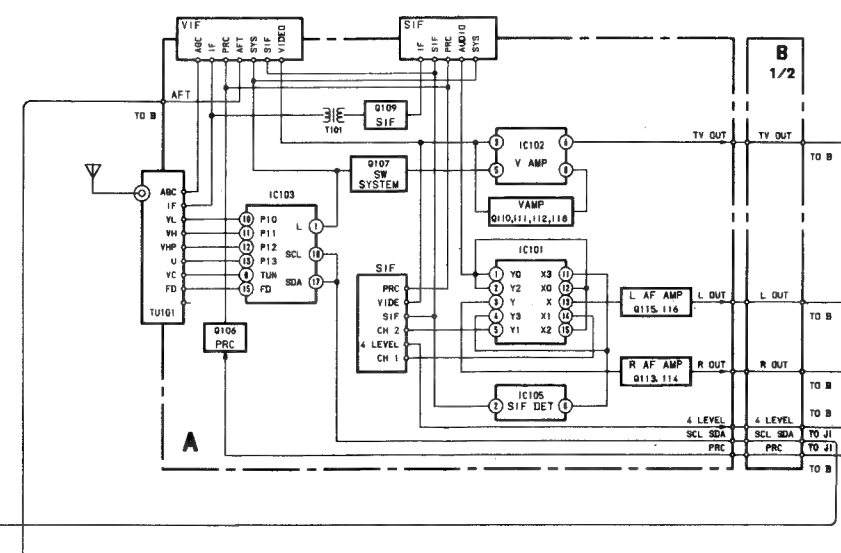 VIF
AGC
IF
PRC
AFT
SYS
SIF
VIDEO
SIF
IF
SIF
PRC
AUDIO
SYS
B
1/2
AFT
TO B
T101
Q109
SIF
TV OUT
TV OUT
TO B
IC102
V AMP
3
4
5
6
Q107
SW
SYSTEM
VAMP
Q110,111,112,118
AGC
IF
VL
VH
VHP
U
VC
FD
TU101
IC103
10 P10
11 P11
12 P12
13 P13
8 TUN
15 FD
L 1
SCL 18
SDA 17
SIF
PRC
VIDE
SIF
CH 2
4 LEVEL
CH 1
IC101
1 Y0 X3 11
2 Y2 X0 12
3 Y X 13
4 Y3 X1 14
5 Y1 X2 15
L AF AMP
Q115, 116
L OUT
L OUT
TO B
R AF AMP
Q113, 114
R OUT
R OUT
TO B
Q106
PRC
IC105
2 SIF DET 6
TO B
A
4 LEVEL
4 LEVEL
SCL SDA
SCL SDA
TO J1
PRC
PRC
TO J1
TO B